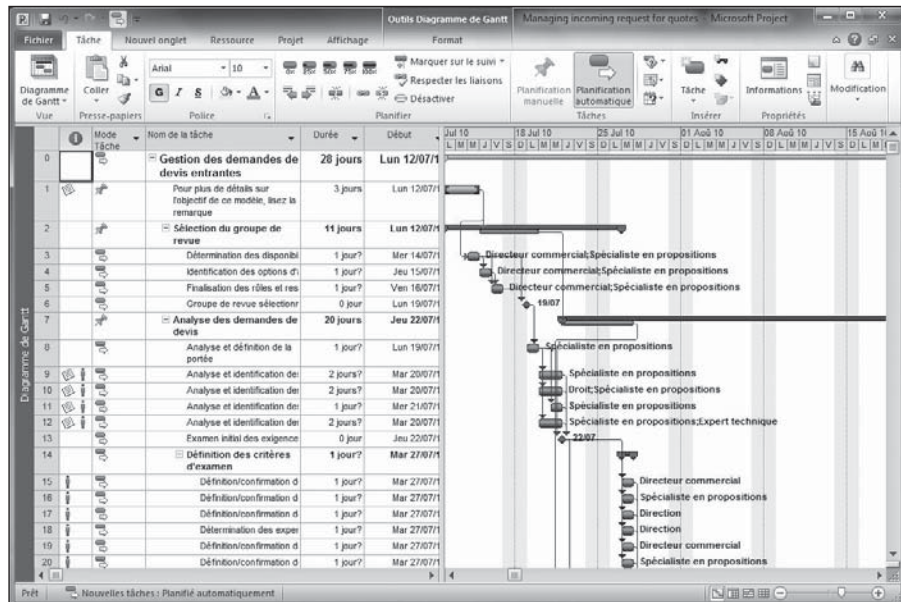 Outils Diagramme de Gantt Managing incoming request for quotes - Microsoft Project
Fichier Tâche Nouvel onglet Ressource Projet Affichage Format
Diagramme de Gantt
Coller
Arial 10
G I S
Marquer sur le suivi
Respecter les liaisons
Désactiver
Planification manuelle
Planification automatique
Tâche
Informations
Modification
Vue Presse-papiers Police Planifier Tâches Insérer Propriétés
Mode Tâche Nom de la tâche Durée Début
Jul 10 18 Jul 10 25 Jul 10 01 Aoû 10 08 Aoû 10 15 Aoû 1
L M M J V S D L M M J V S D L M M J V S D L M M J V S D L M M J V S D L M
0 Gestion des demandes de devis entrantes 28 jours Lun 12/07/1
1 Pour plus de détails sur l'objectif de ce modèle, lisez la remarque 3 jours Lun 12/07/1
2 Sélection du groupe de revue 11 jours Lun 12/07/1
3 Détermination des disponibi 1 jour? Mer 14/07/1 Directeur commercial;Spécialiste en propositions
4 Identification des options d'i 1 jour? Jeu 15/07/1 Directeur commercial;Spécialiste en propositions
5 Finalisation des rôles et res 1 jour? Ven 16/07/1 Directeur commercial;Spécialiste en propositions
6 Groupe de revue sélectionr 0 jour Lun 19/07/1 19/07
7 Analyse des demandes de devis 20 jours Jeu 22/07/1
8 Analyse et définition de la portée 1 jour? Lun 19/07/1 Spécialiste en propositions
9 Analyse et identification des 2 jours? Mar 20/07/1 Spécialiste en propositions
10 Analyse et identification des 2 jours? Mar 20/07/1 Droit;Spécialiste en propositions
11 Analyse et identification des 1 jour? Mer 21/07/1 Spécialiste en propositions
12 Analyse et identification des 2 jours? Mar 20/07/1 Spécialiste en propositions;Expert technique
13 Examen initial des exigence 0 jour Jeu 22/07/1 22/07
14 Définition des critères d'examen 1 jour? Mar 27/07/1
15 Définition/confirmation d 1 jour? Mar 27/07/1 Directeur commercial
16 Définition/confirmation d 1 jour? Mar 27/07/1 Spécialiste en propositions
17 Définition/confirmation d 1 jour? Mar 27/07/1 Direction
18 Détermination des exper 1 jour? Mar 27/07/1 Direction
19 Définition/confirmation d 1 jour? Mar 27/07/1 Directeur commercial
20 Définition/confirmation d 1 jour? Mar 27/07/1 Spécialiste en propositions
Diagramme de Gantt
Prêt Nouvelles tâches : Planifié automatiquement